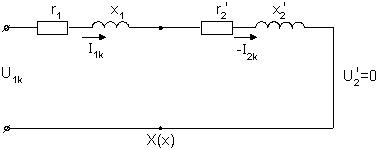 r₁ x₁ r₂' x₂'
I₁ₖ -I₂ₖ
U₁ₖ U₂'=0
X(x)